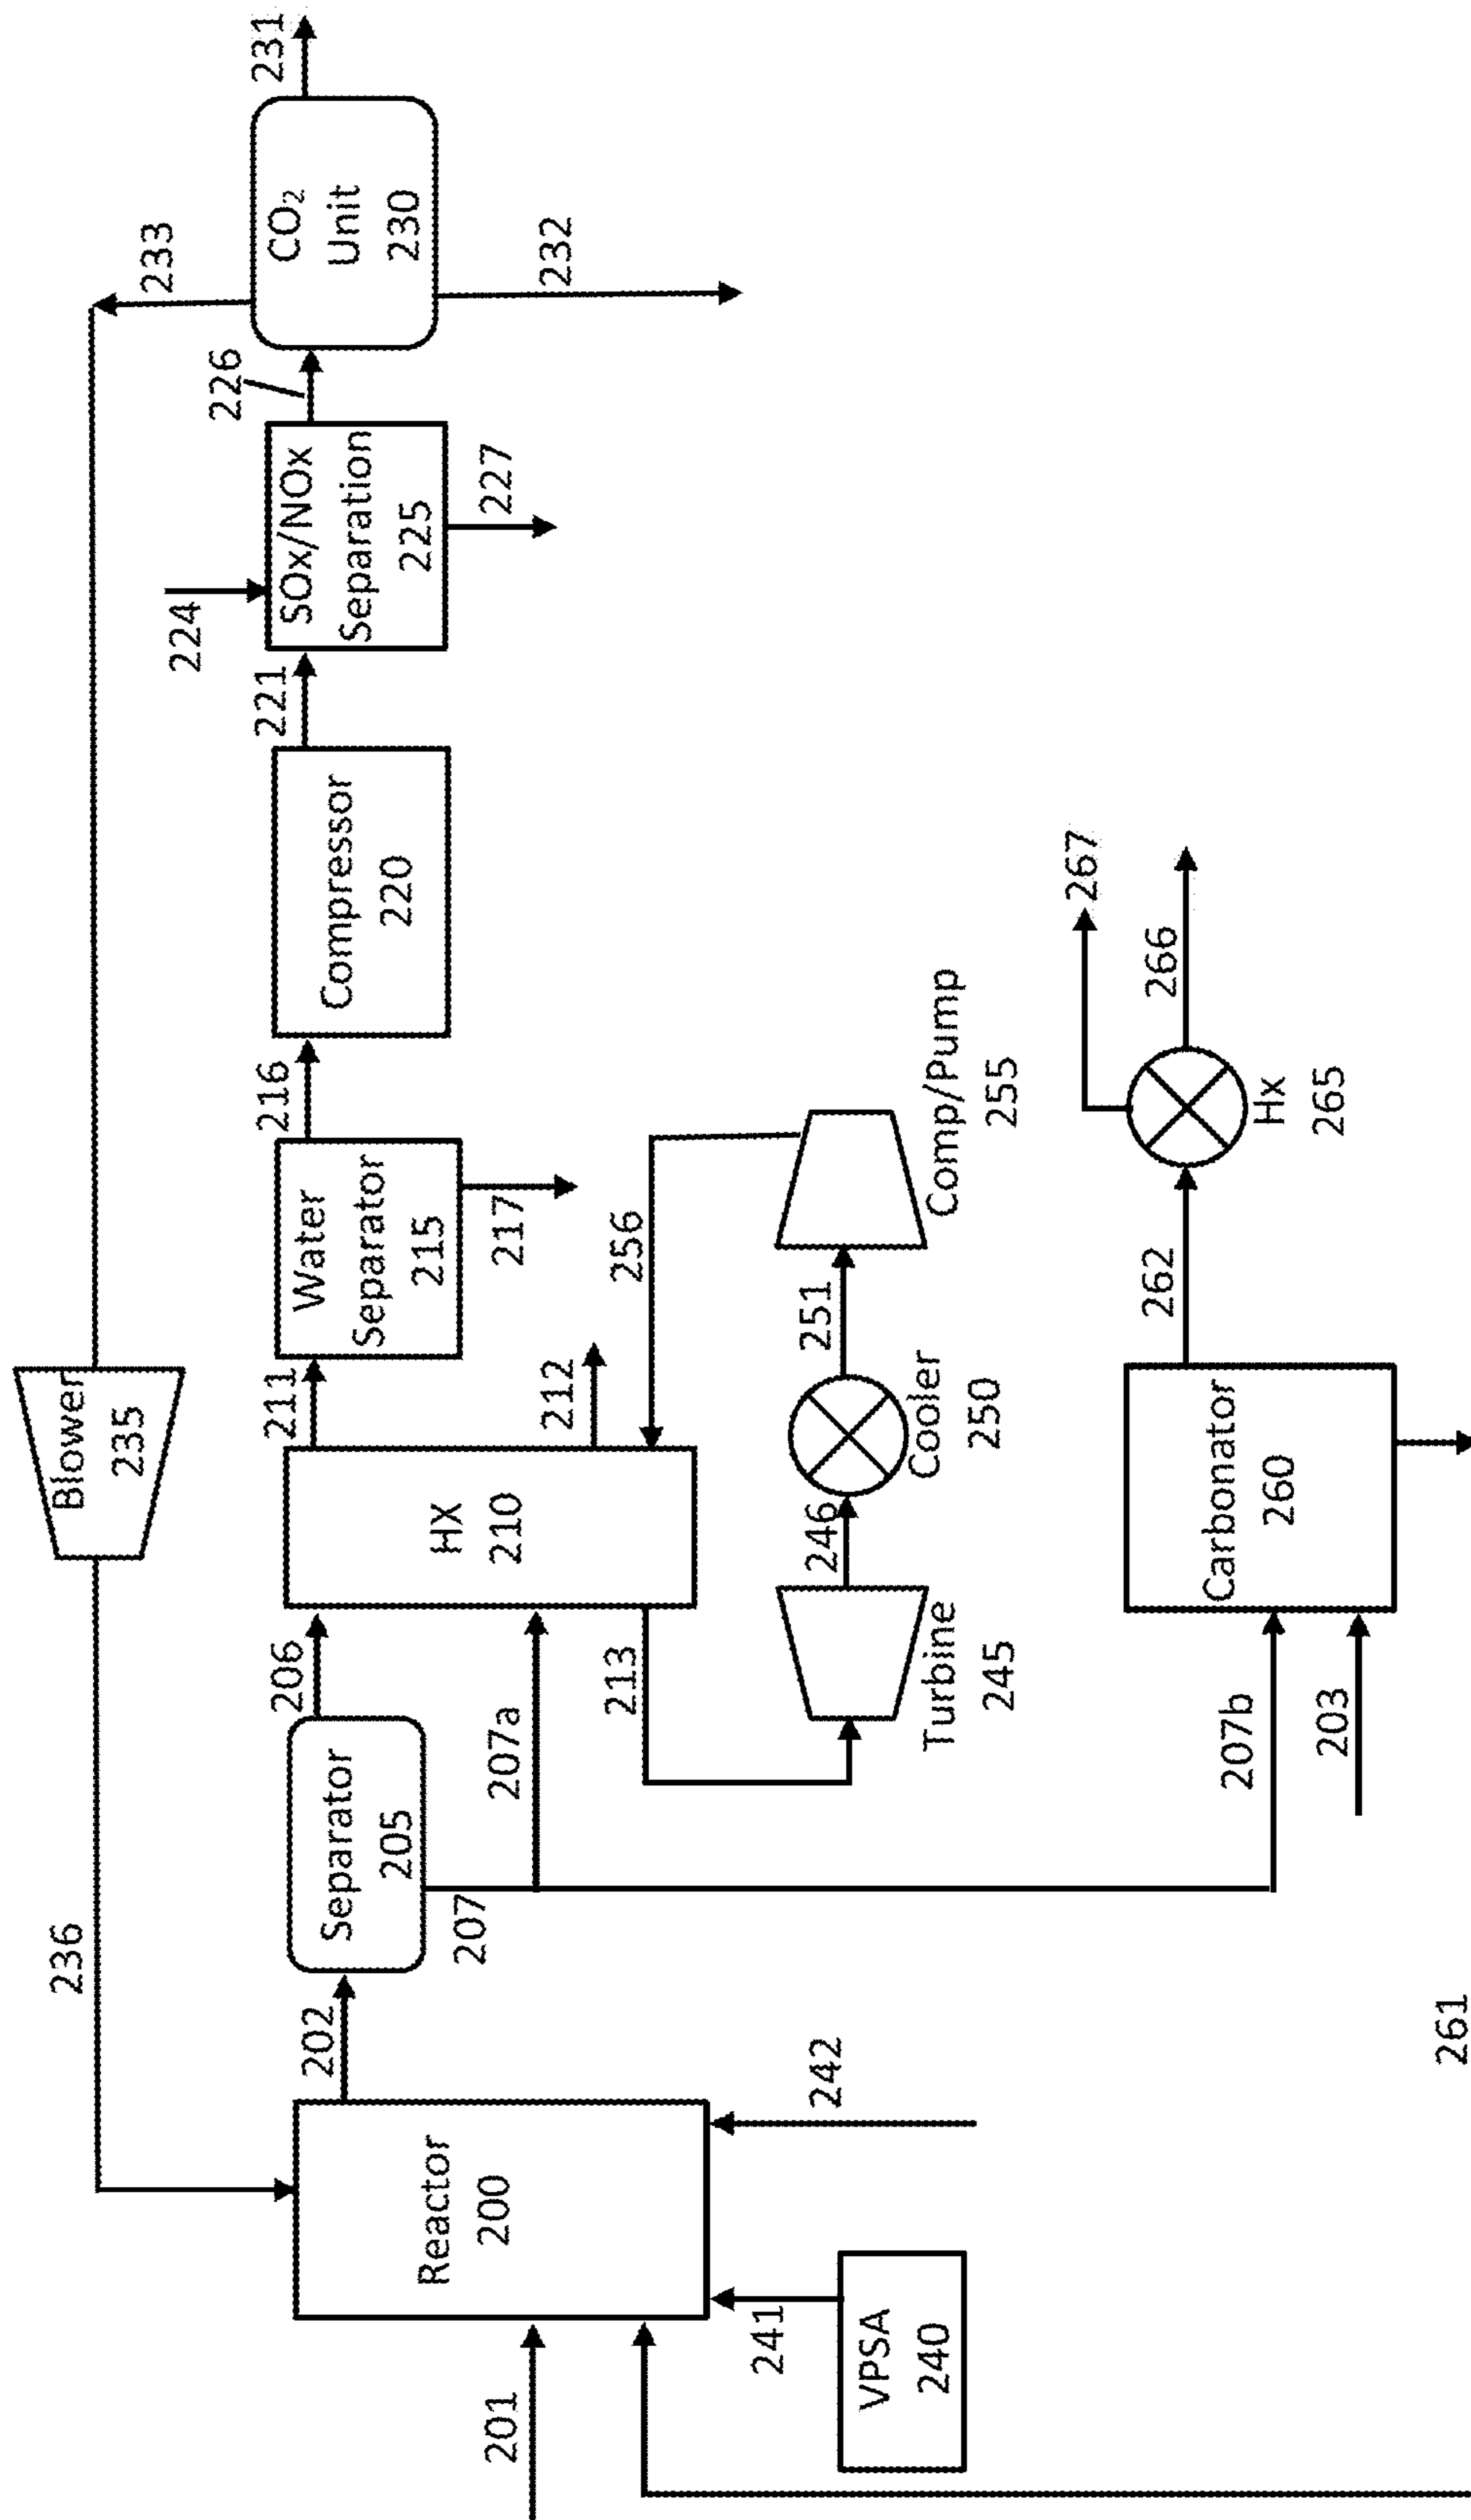 231
233
CO₂
Unit
230
232
226
SOx/NOx
Separation
225
227
224
221
Compressor
220
216
Water
Separator
215
217
211
212
256
Blower
235
236
HX
210
206
207a
213
Separator
205
207
202
Reactor
200
201
242
241
VPSA
240
Turbine
245
246
Cooler
250
251
Comp/Pump
255
267
266
Hx
265
262
Carbonator
260
207b
203
261